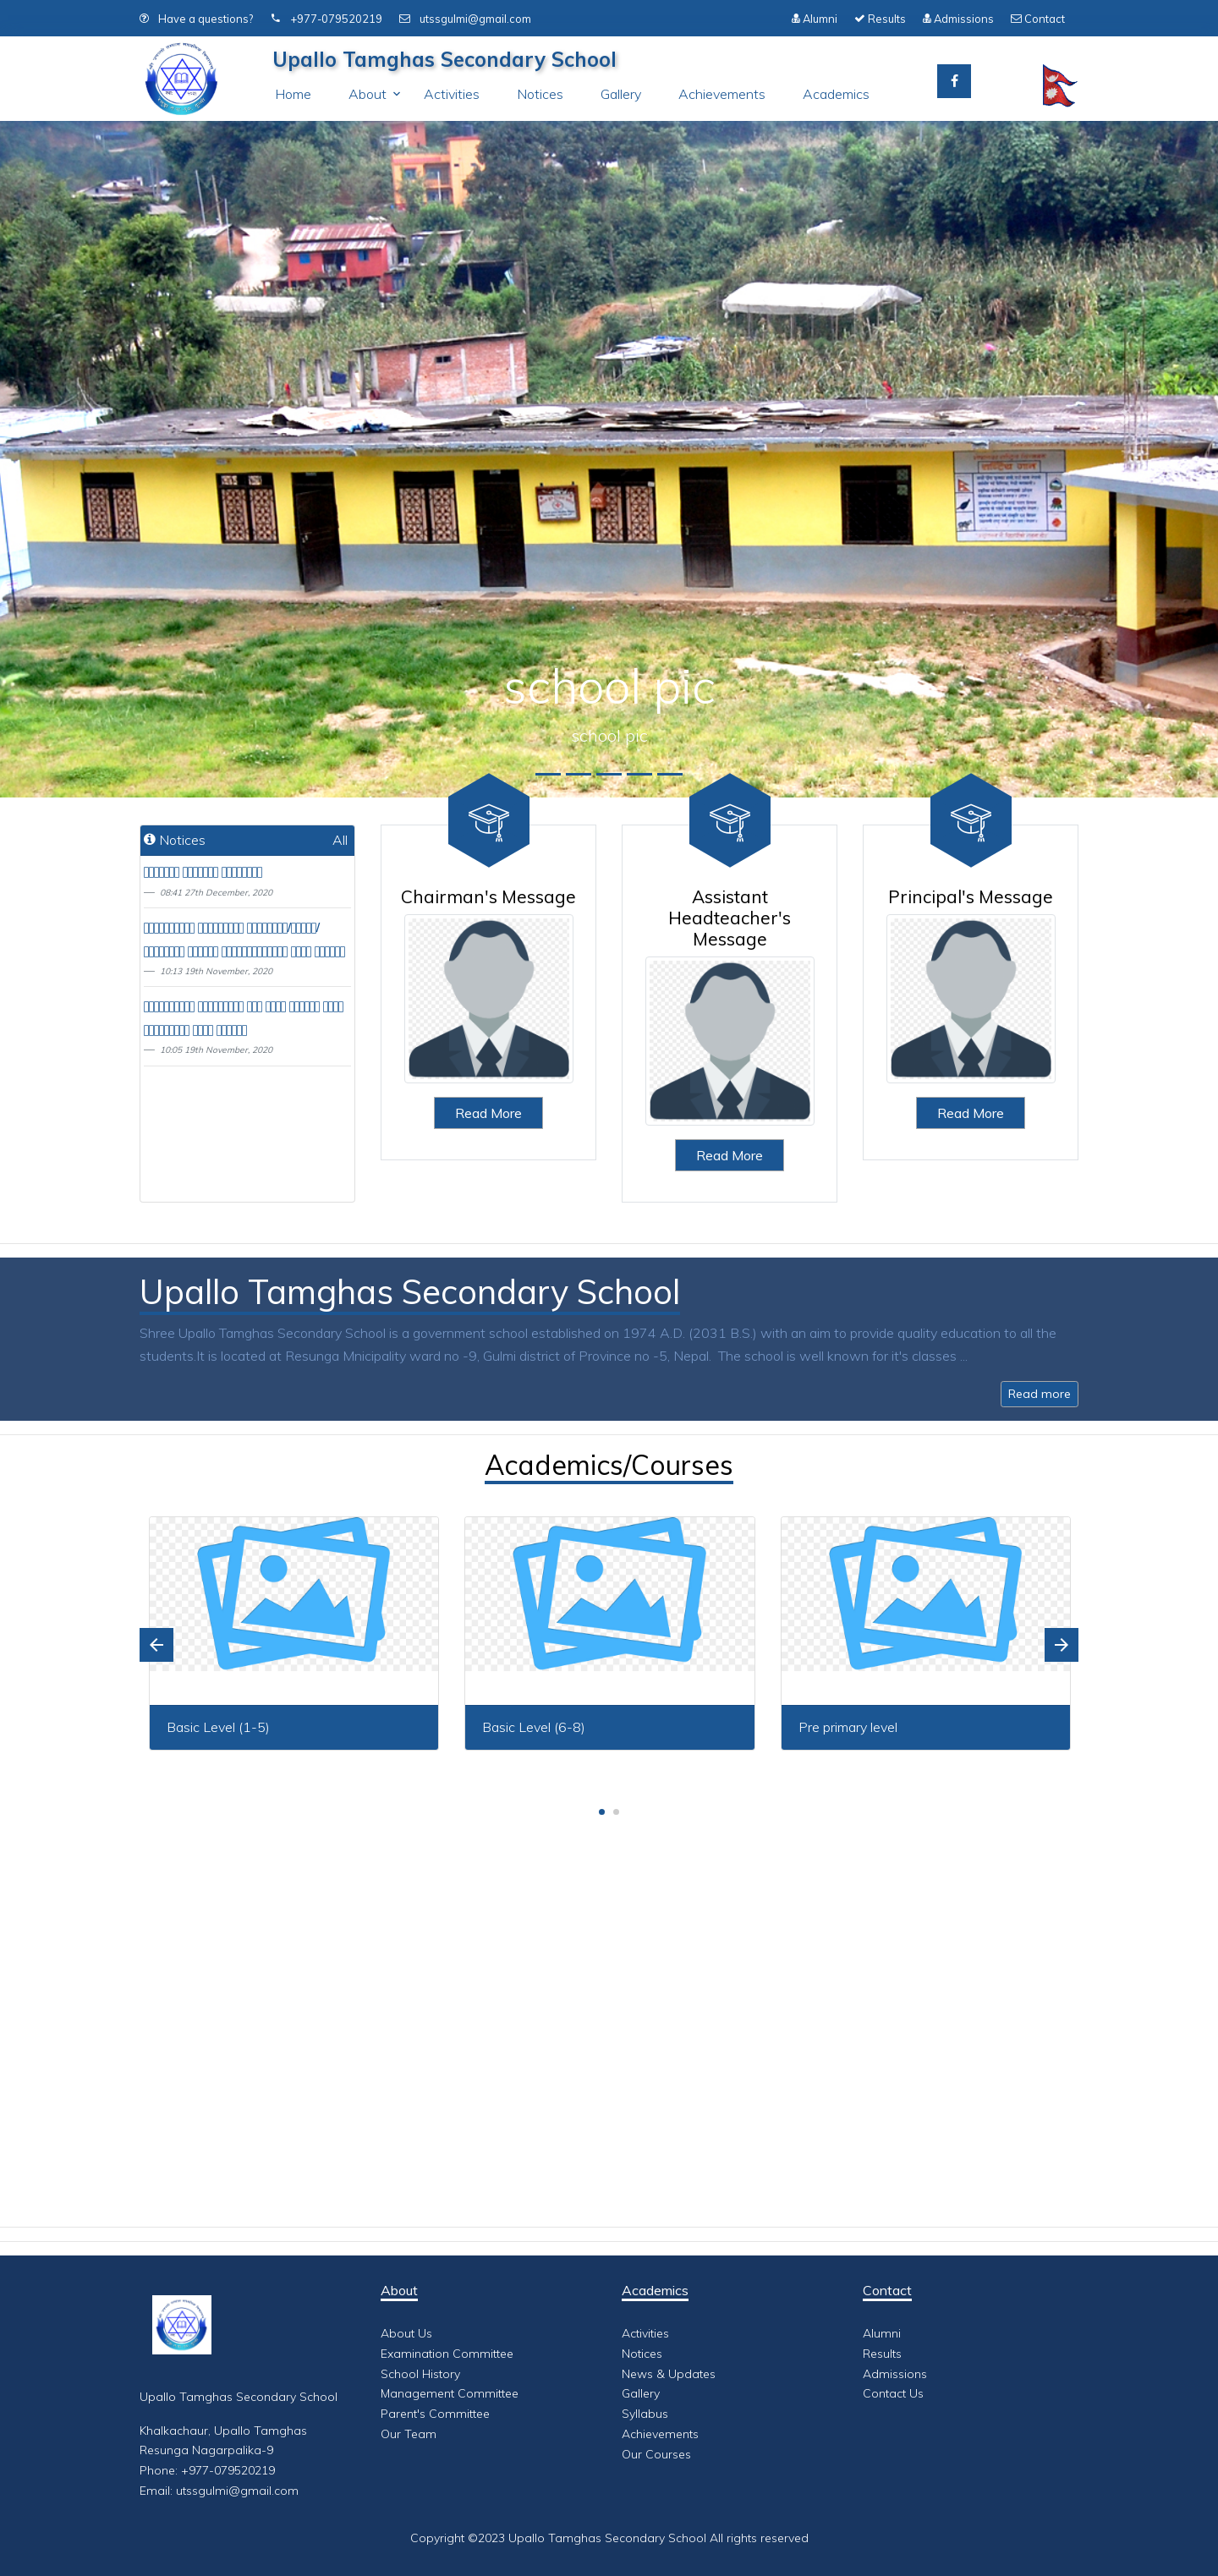 Have a questions? +977-079520219 utssgulmi@gmail.com Alumni Results Admissions Contact
Upallo Tamghas Secondary School
Home About Activities Notices Gallery Achievements Academics
school pic
school pic
Notices All
08:41 27th December, 2020
10:13 19th November, 2020
10:05 19th November, 2020
Chairman's Message
Read More
Assistant
Headteacher's
Message
Read More
Principal's Message
Read More
Upallo Tamghas Secondary School
Shree Upallo Tamghas Secondary School is a government school established on 1974 A.D. (2031 B.S.) with an aim to provide quality education to all the
students.It is located at Resunga Mnicipality ward no -9, Gulmi district of Province no -5, Nepal. The school is well known for it's classes ...
Read more
Academics/Courses
Basic Level (1-5)
Basic Level (6-8)
Pre primary level
Upallo Tamghas Secondary School
Khalkachaur, Upallo Tamghas
Resunga Nagarpalika-9
Phone: +977-079520219
Email: utssgulmi@gmail.com
About
About Us
Examination Committee
School History
Management Committee
Parent's Committee
Our Team
Academics
Activities
Notices
News & Updates
Gallery
Syllabus
Achievements
Our Courses
Contact
Alumni
Results
Admissions
Contact Us
Copyright ©2023 Upallo Tamghas Secondary School All rights reserved